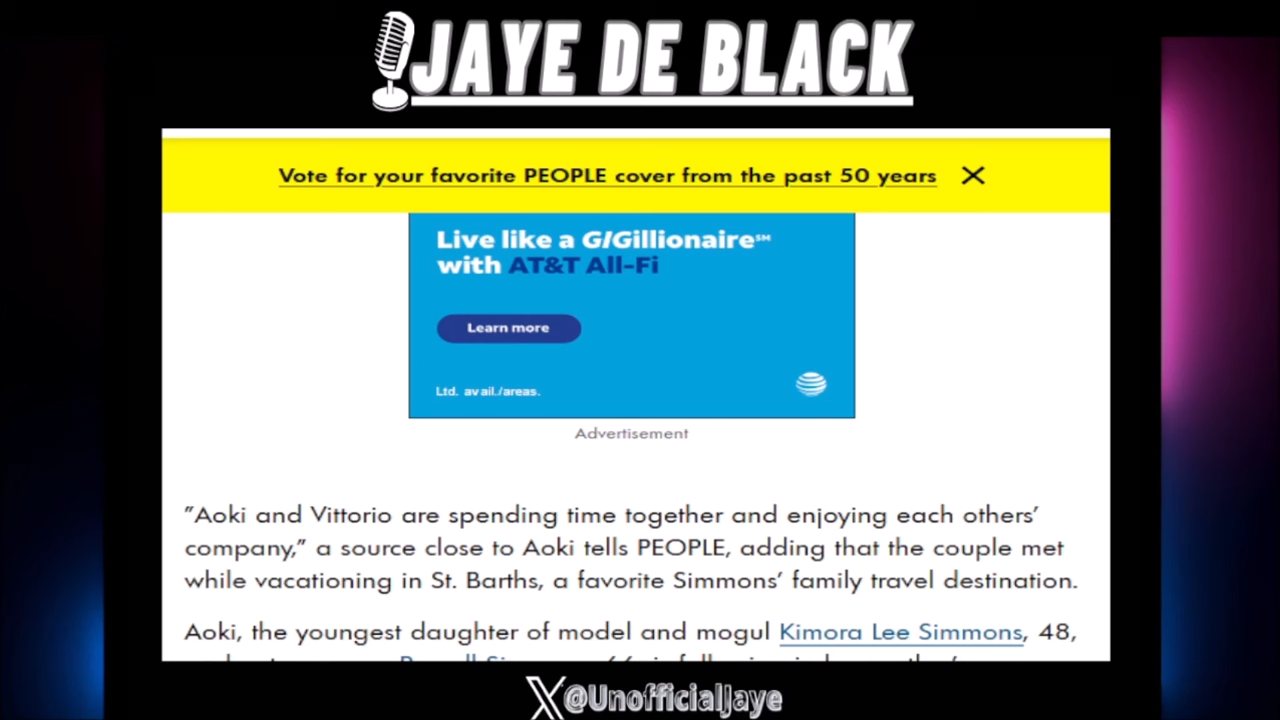 JAYE DE BLACK
Vote for your favorite PEOPLE cover from the past 50 years X
Live like a GIGillionaire℠
with AT&T All-Fi
Learn more
Ltd. avail./areas.
Advertisement
"Aoki and Vittorio are spending time together and enjoying each others'
company," a source close to Aoki tells PEOPLE, adding that the couple met
while vacationing in St. Barths, a favorite Simmons' family travel destination.
Aoki, the youngest daughter of model and mogul Kimora Lee Simmons, 48,
X@UnofficialJaye